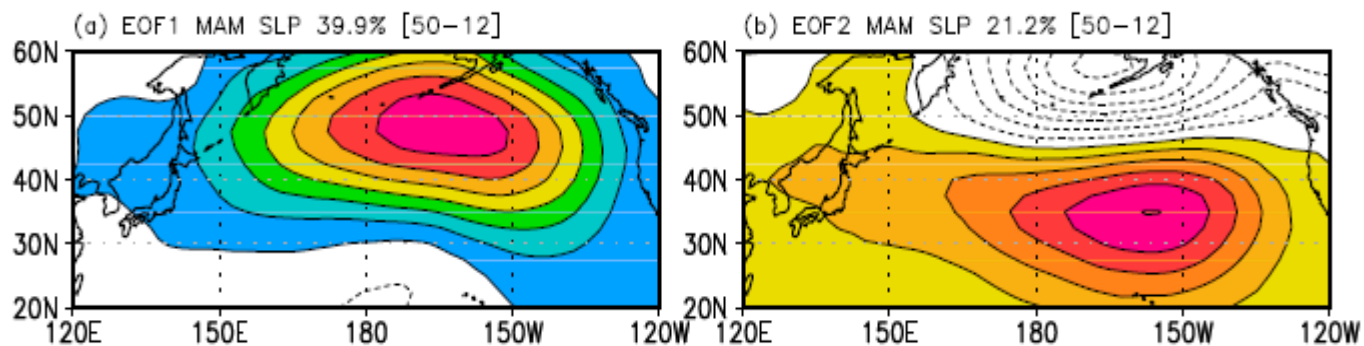 (a) EOF1 MAM SLP 39.9% [50-12]
60N
50N
40N
30N
20N
120E 150E 180 150W 120W
(b) EOF2 MAM SLP 21.2% [50-12]
60N
50N
40N
30N
20N
120E 150E 180 150W 120W